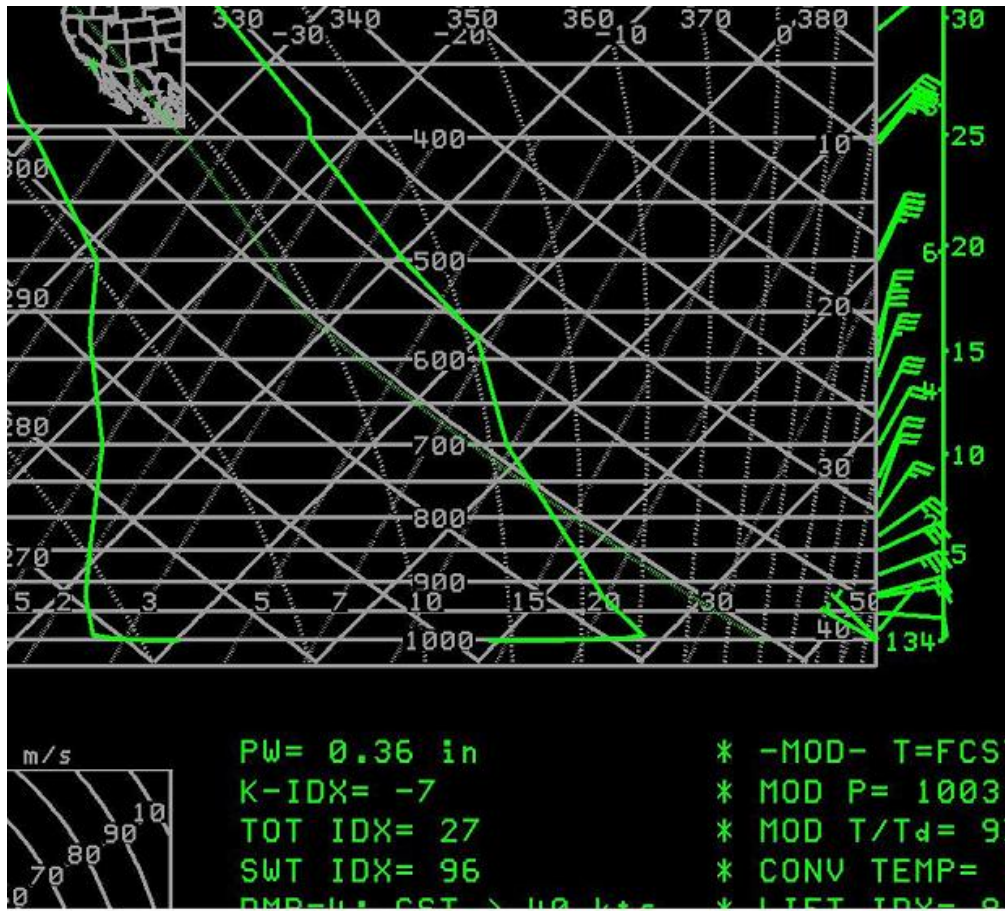 330 340 350 360 370 380
-30 -20 -10 0
30
400 10
25
300
500 6 20
290
20
600 15
4
280
700 10
30
800
270
5
900
5 2 3 5 7 10 15 20 30 50
1000 40 134
m/s
PW= 0.36 in * -MOD- T=FCS
K-IDX= -7 * MOD P= 1003
TOT IDX= 27 * MOD T/Td= 9
SWT IDX= 96 * CONV TEMP=
10
90
80
70